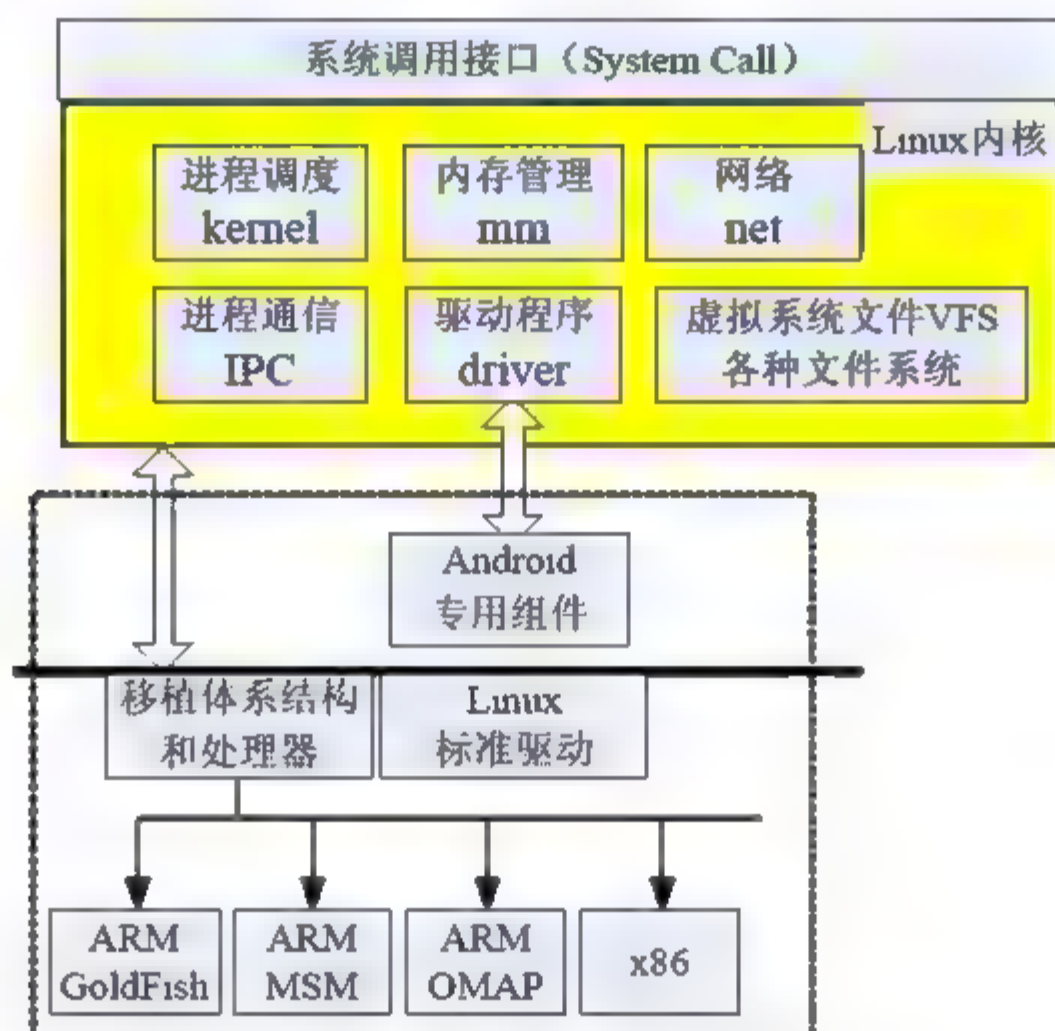 系统调用接口（System Call）
Linux内核
进程调度
kernel
内存管理
mm
网络
net
进程通信
IPC
驱动程序
driver
虚拟系统文件VFS
各种文件系统
Android
专用组件
移植体系结构
和处理器
Linux
标准驱动
ARM
GoldFish
ARM
MSM
ARM
OMAP
x86